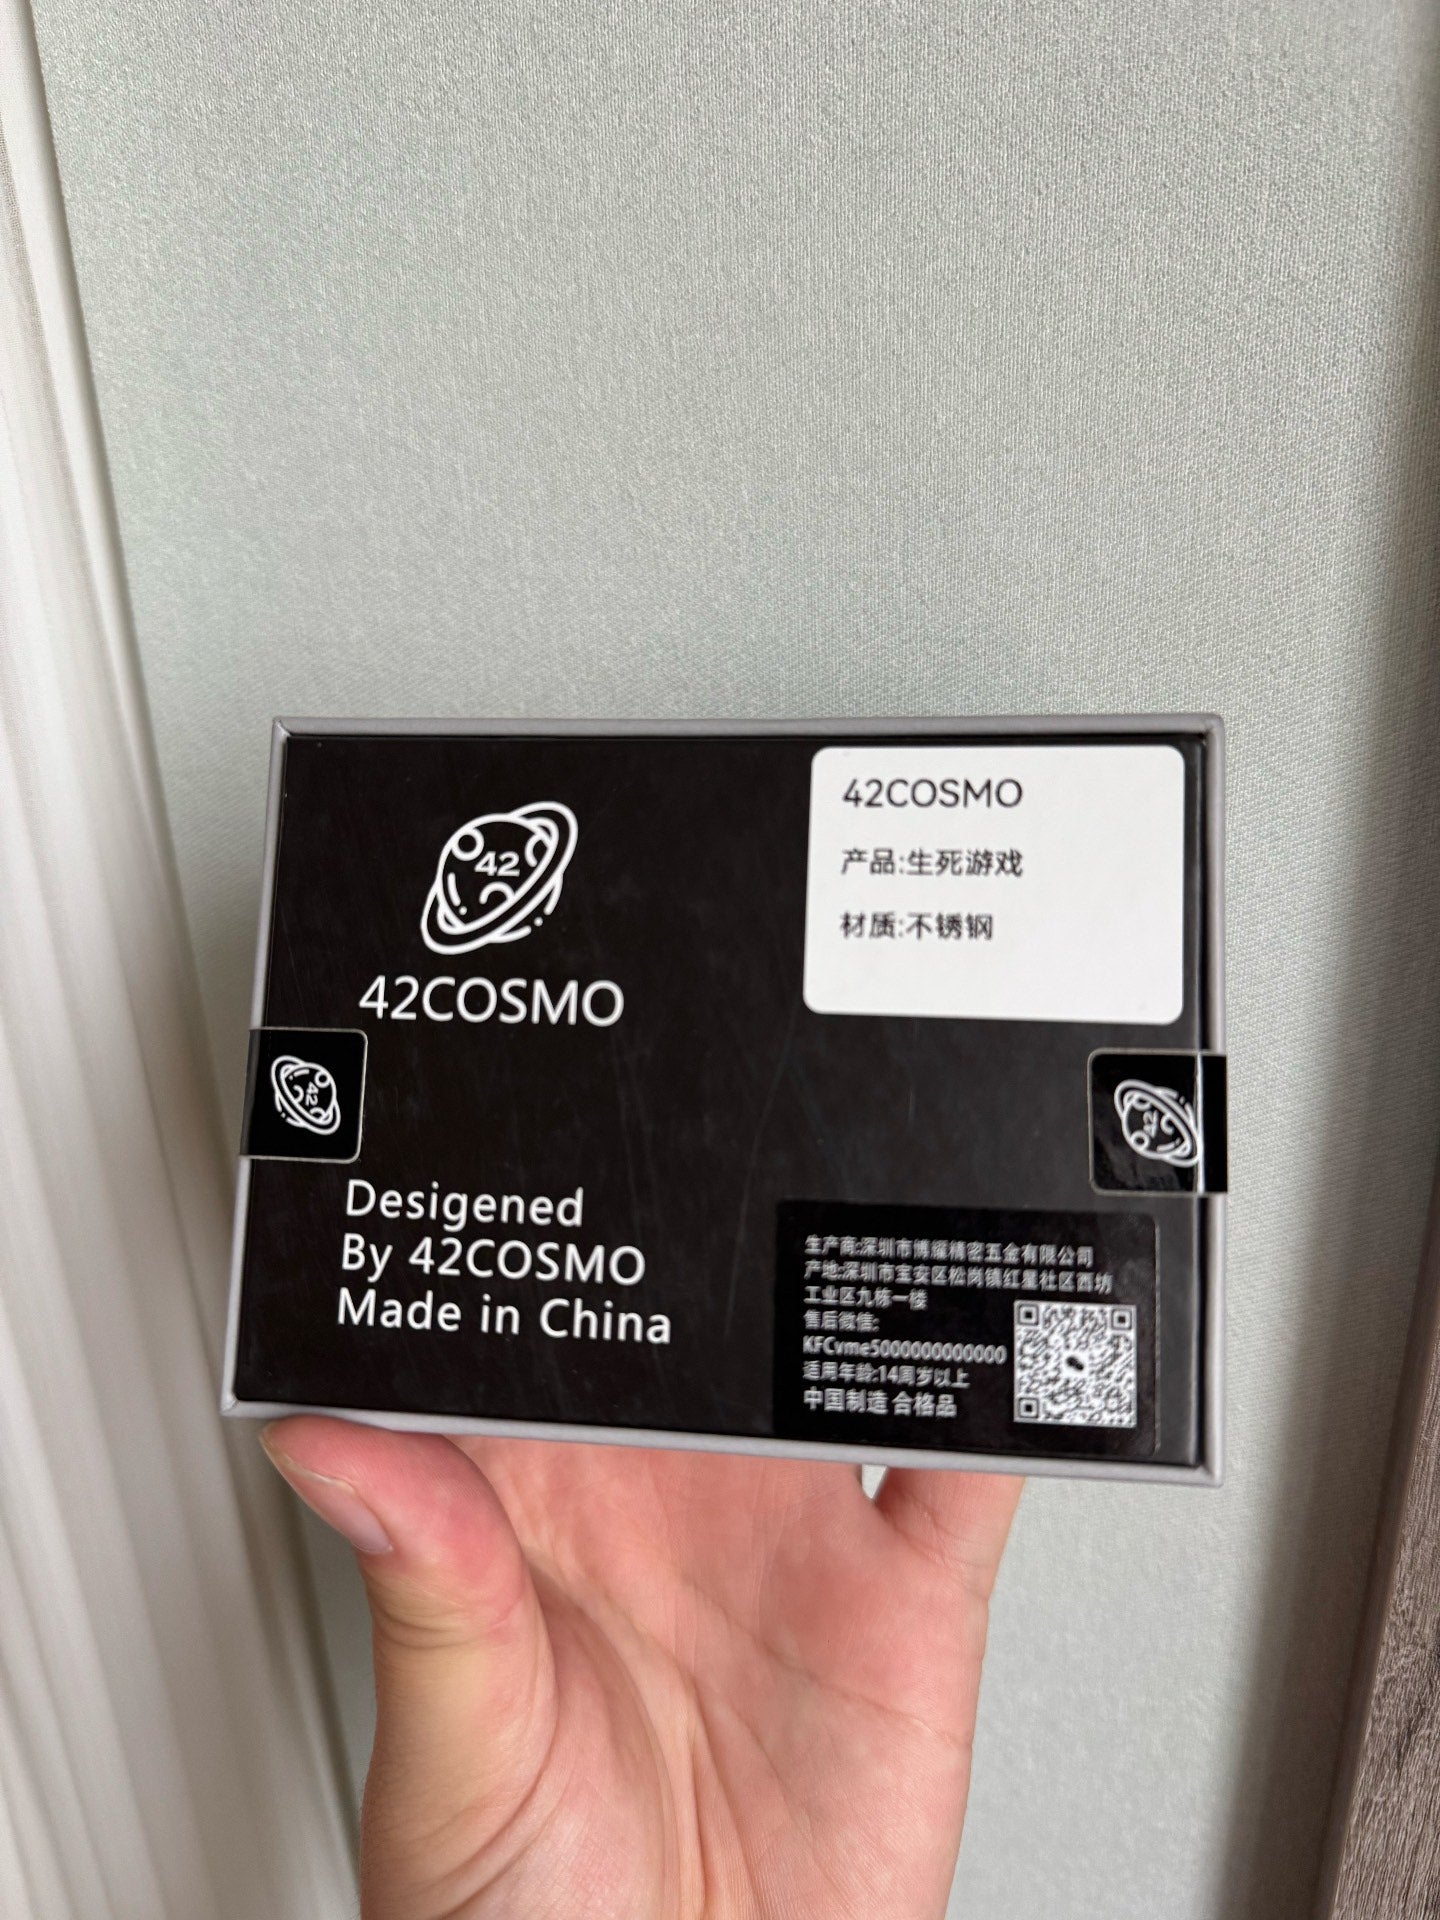 42
42COSMO
42COSMO
产品:生死游戏
材质:不锈钢
42
42
Desigened
By 42COSMO
Made in China
生产商:深圳市博耀精密五金有限公司
产地:深圳市宝安区松岗镇红星社区西坊
工业区九栋一楼
售后微信:
KFCvme5000000000000
适用年龄:14周岁以上
中国制造 合格品